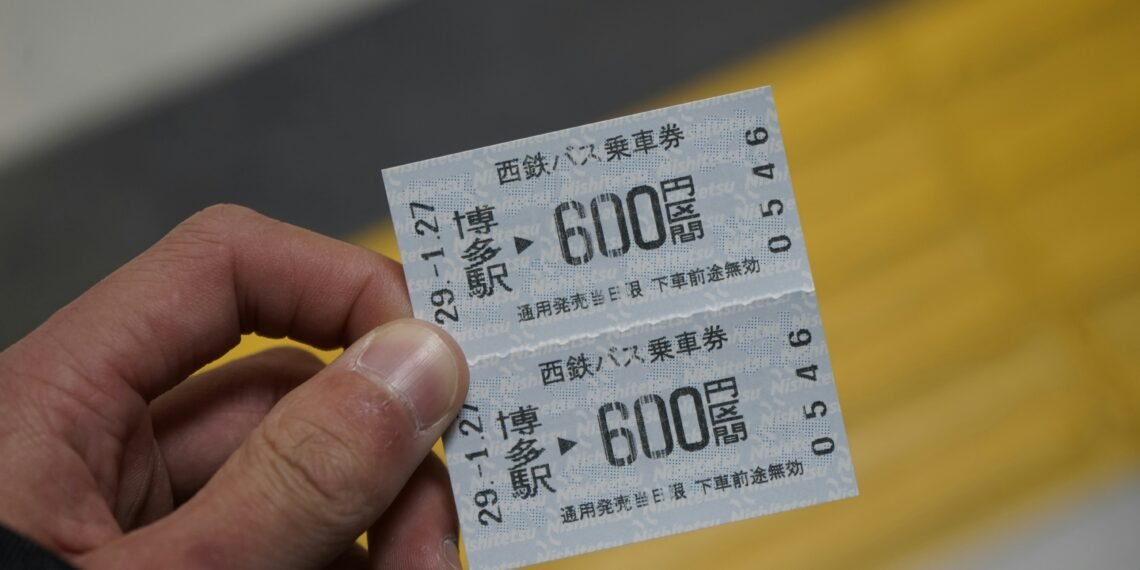 西鉄バス乗車券
29.-1.27
博多駅▶600円区間
0546
通用発売当日限 下車前途無効
西鉄バス乗車券
29.-1.27
博多駅▶600円区間
0546
通用発売当日限 下車前途無効
Nishitetsu